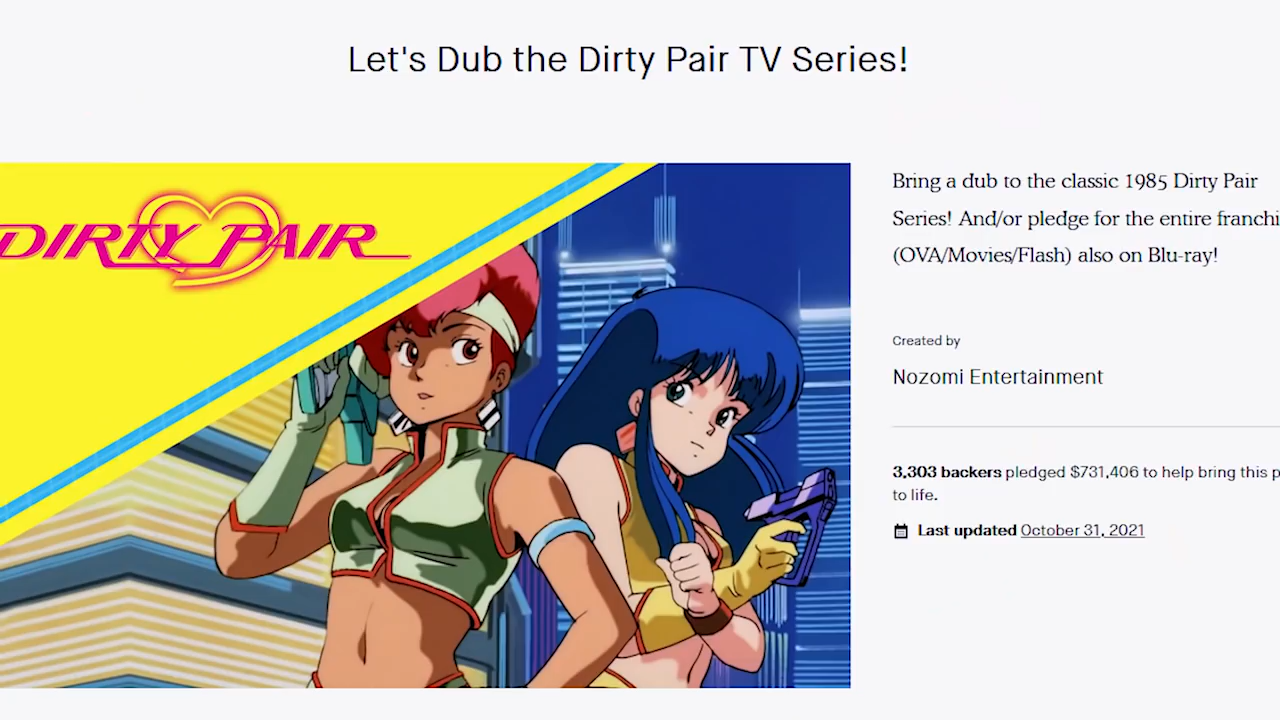 Let's Dub the Dirty Pair TV Series!
DIRTY PAIR
Bring a dub to the classic 1985 Dirty Pair
Series! And/or pledge for the entire franchi
(OVA/Movies/Flash) also on Blu-ray!
Created by
Nozomi Entertainment
3,303 backers pledged $731,406 to help bring this p
to life.
Last updated October 31, 2021